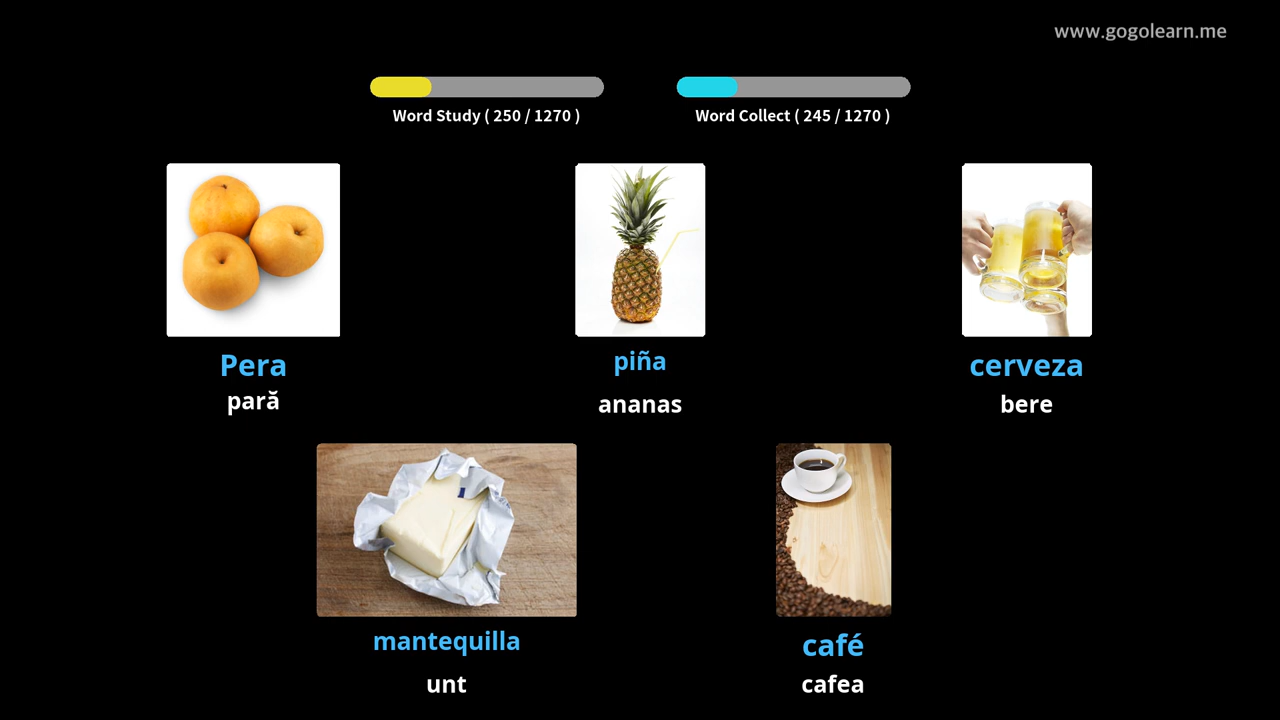 www.gogolearn.me
Word Study ( 250 / 1270 )
Word Collect ( 245 / 1270 )
Pera
pară
piña
ananas
cerveza
bere
mantequilla
unt
café
cafea